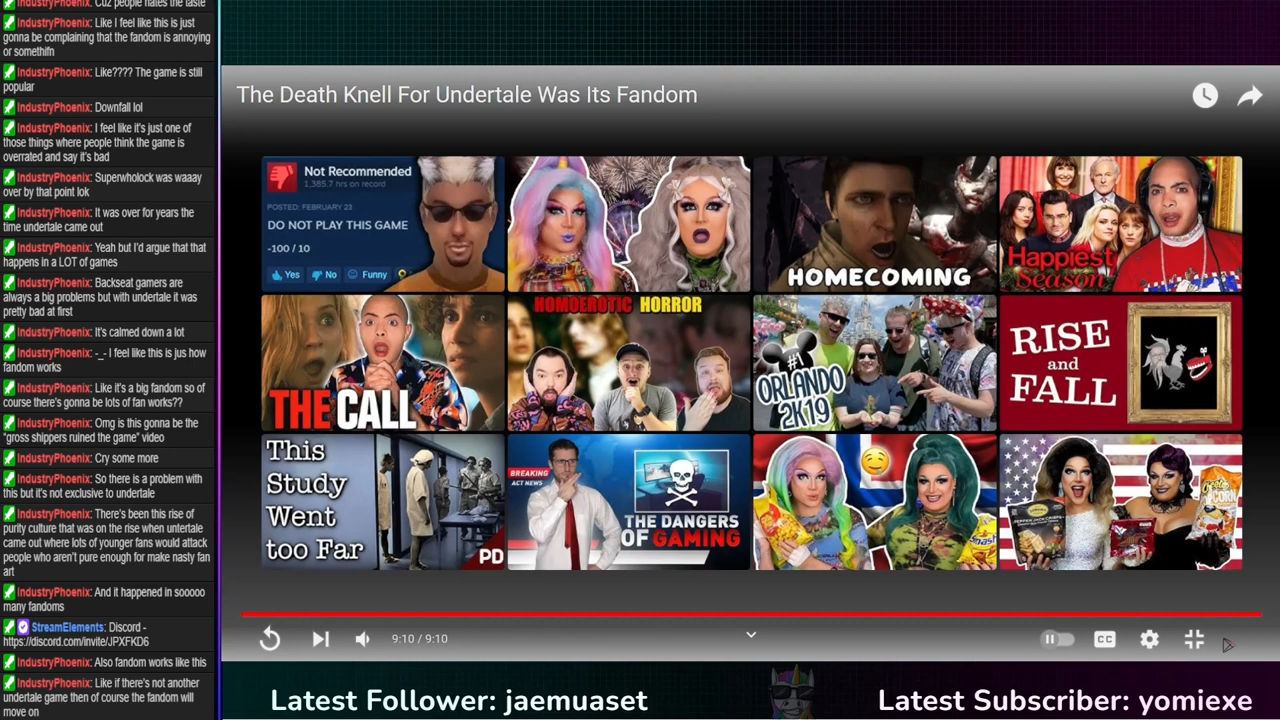 IndustryPhoenix: Cuz people hates the taste
IndustryPhoenix: Like I feel like this is just
gonna be complaining that the fandom is annoying
or somethifn
IndustryPhoenix: Like???? The game is still
popular
IndustryPhoenix: Downfall lol
IndustryPhoenix: I feel like it's just one of
those things where people think the game is
overrated and say it's bad
IndustryPhoenix: Superwholock was waaay
over by that point lok
IndustryPhoenix: It was over for years the
time undertale came out
IndustryPhoenix: Yeah but I'd argue that that
happens in a LOT of games
IndustryPhoenix: Backseat gamers are
always a big problems but with undertale it was
pretty bad at first
IndustryPhoenix: It's calmed down a lot
IndustryPhoenix: -_- I feel like this is jus how
fandom works
IndustryPhoenix: Like it's a big fandom so of
course there's gonna be lots of fan works??
IndustryPhoenix: Omg is this gonna be the
“gross shippers ruined the game” video
IndustryPhoenix: Cry some more
IndustryPhoenix: So there is a problem with
this but it's not exclusive to undertale
IndustryPhoenix: There's been this rise of
purity culture that was on the rise when undertale
came out where lots of younger fans would attack
people who aren't pure enough for make nasty fan
art
IndustryPhoenix: And it happened in sooooo
many fandoms
StreamElements: Discord -
https://discord.com/invite/JPXFKD6
IndustryPhoenix: Also fandom works like this
IndustryPhoenix: Like if there's not another
undertale game then of course the fandom will
move on
The Death Knell For Undertale Was Its Fandom
Not Recommended
1,385.7 hrs on record
POSTED: FEBRUARY 23
DO NOT PLAY THIS GAME
-100 / 10
Yes No Funny
HOMECOMING
Happiest
Season
THE CALL
HOMOEROTIC HORROR
#1
ORLANDO
2K19
RISE
and
FALL
This
Study
Went
too Far
PD
BREAKING
ACT NEWS
THE DANGERS
OF GAMING
9:10 / 9:10
CC
Latest Follower: jaemuaset
Latest Subscriber: yomiexe